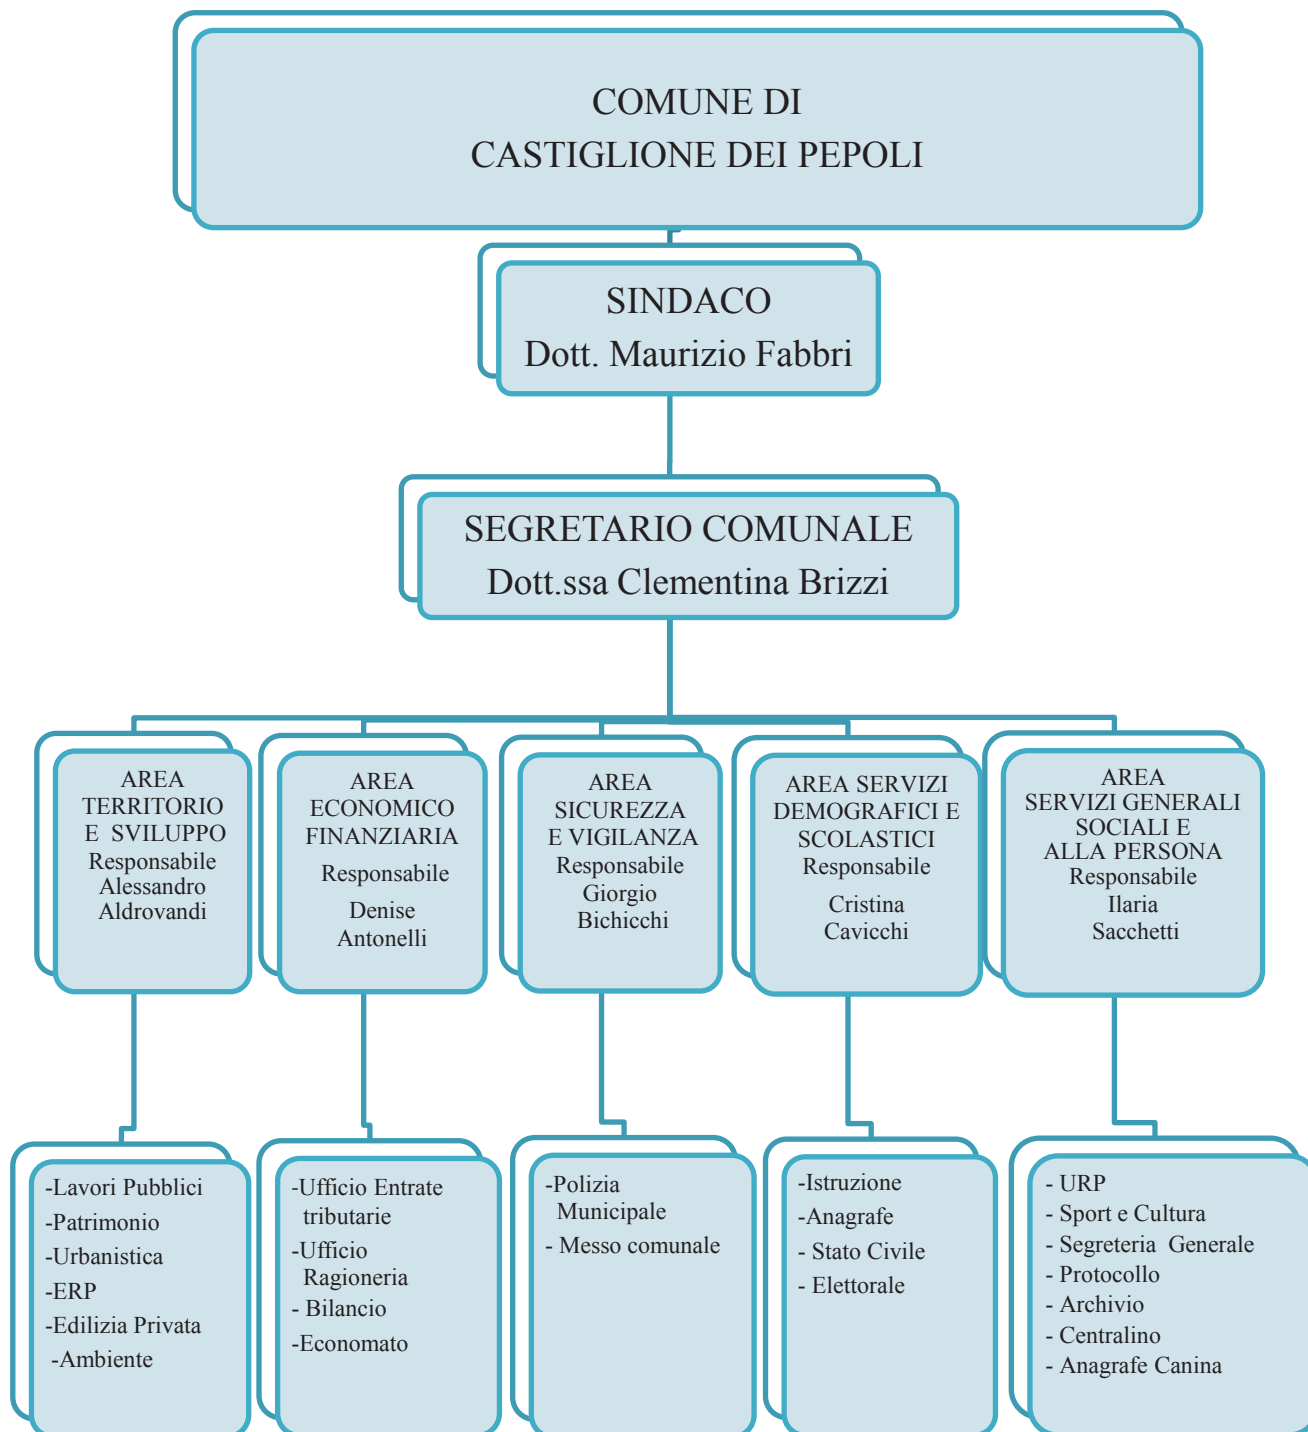 COMUNE DI
CASTIGLIONE DEI PEPOLI
SINDACO
Dott. Maurizio Fabbri
SEGRETARIO COMUNALE
Dott.ssa Clementina Brizzi
AREA
TERRITORIO
E SVILUPPO
Responsabile
Alessandro
Aldrovandi
AREA
ECONOMICO
FINANZIARIA
Responsabile
Denise
Antonelli
AREA
SICUREZZA
E VIGILANZA
Responsabile
Giorgio
Bichicchi
AREA SERVIZI
DEMOGRAFICI E
SCOLASTICI
Responsabile
Cristina
Cavicchi
AREA
SERVIZI GENERALI
SOCIALI E
ALLA PERSONA
Responsabile
Ilaria
Sacchetti
-Lavori Pubblici
-Patrimonio
-Urbanistica
-ERP
-Edilizia Privata
-Ambiente
-Ufficio Entrate
tributarie
-Ufficio
Ragioneria
- Bilancio
-Economato
-Polizia
Municipale
- Messo comunale
-Istruzione
-Anagrafe
- Stato Civile
- Elettorale
- URP
- Sport e Cultura
- Segreteria Generale
- Protocollo
- Archivio
- Centralino
- Anagrafe Canina